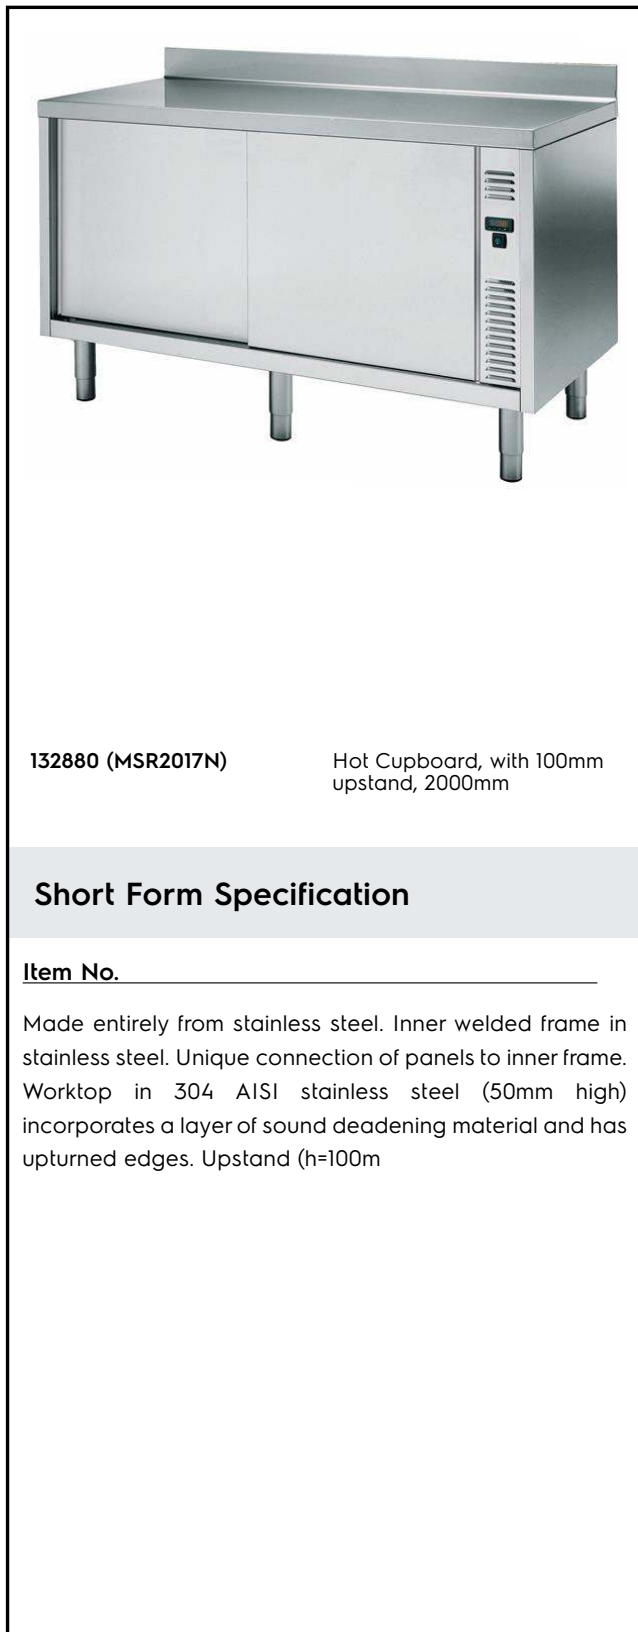 132880 (MSR2017N)
Hot Cupboard, with 100mm
upstand, 2000mm
Short Form Specification
Item No.
Made entirely from stainless steel. Inner welded frame in
stainless steel. Unique connection of panels to inner frame.
Worktop in 304 AISI stainless steel (50mm high)
incorporates a layer of sound deadening material and has
upturned edges. Upstand (h=100m